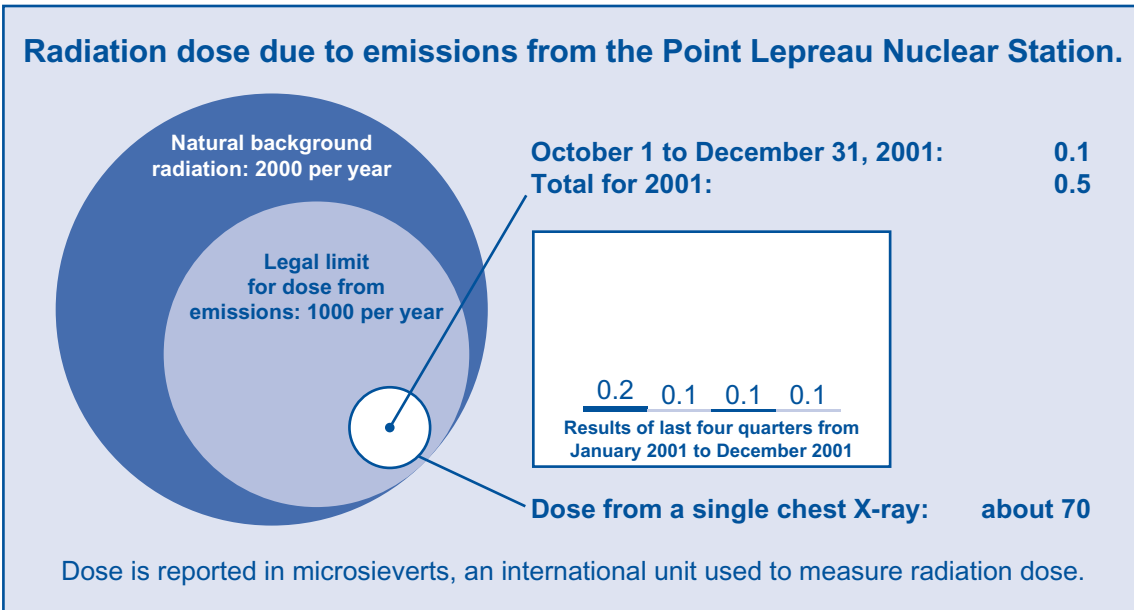 Radiation dose due to emissions from the Point Lepreau Nuclear Station.
Natural background
radiation: 2000 per year
Legal limit
for dose from
emissions: 1000 per year
October 1 to December 31, 2001: 0.1
Total for 2001: 0.5
0.2 0.1 0.1 0.1
Results of last four quarters from
January 2001 to December 2001
Dose from a single chest X-ray: about 70
Dose is reported in microsieverts, an international unit used to measure radiation dose.